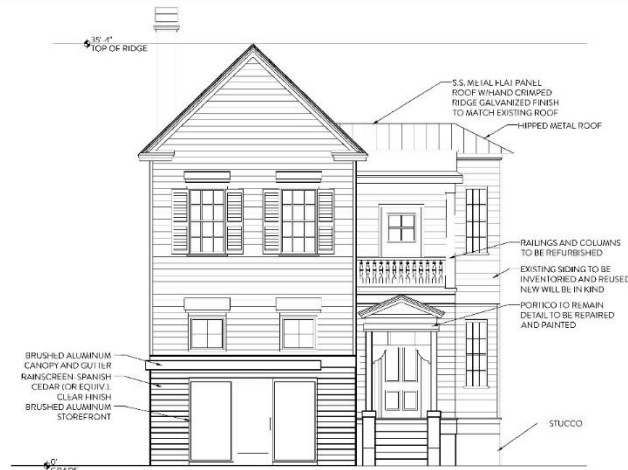 35'-4"
TOP OF RIDGE
S.S. METAL FLAT PANEL
ROOF W/HAND CRIMPED
RIDGE GALVANIZED FINISH
TO MATCH EXISTING ROOF
HIPPED METAL ROOF
RAILINGS AND COLUMNS
TO BE REFURBISHED
EXISTING SIDING TO BE
INVENTORIED AND REUSED
NEW WILL BE IN KIND
PORTICO TO REMAIN
DETAIL TO BE REPAIRED
AND PAINTED
BRUSHED ALUMINUM
CANOPY AND GUTTER
RAINSCREEN SPANISH
CEDAR (OR EQUIV.).
CLEAR FINISH
BRUSHED ALUMINUM
STOREFRONT
STUCCO
0'
GRADE